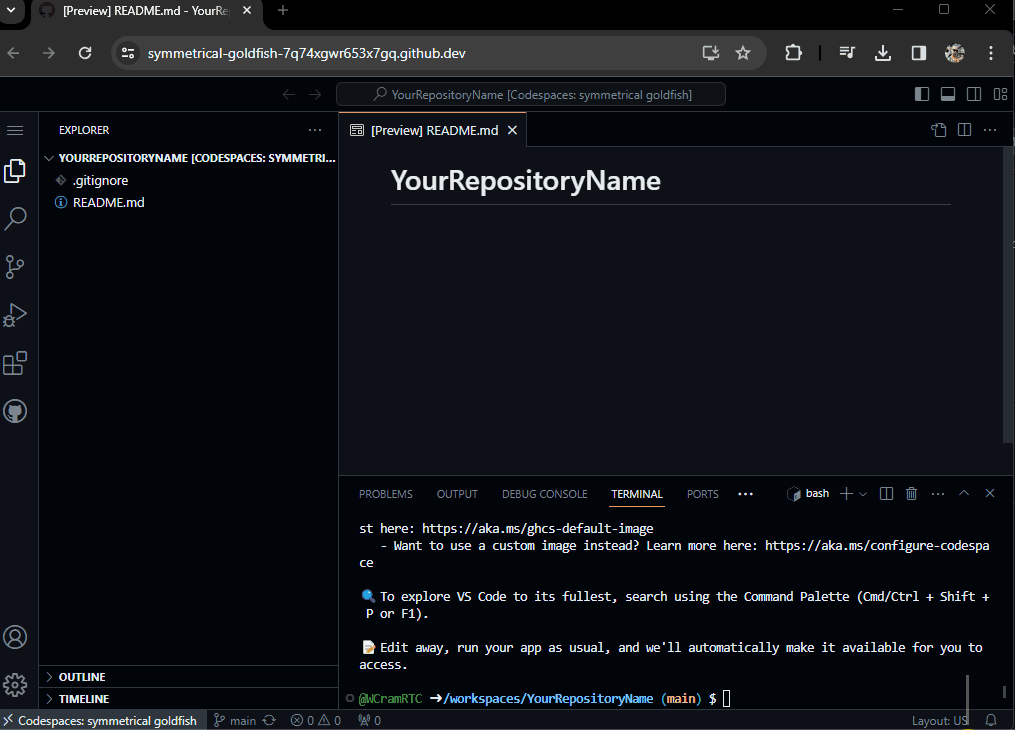 [Preview] README.md - YourRe
symmetrical-goldfish-7q74xgwr653x7gq.github.dev
YourRepositoryName [Codespaces: symmetrical goldfish]
EXPLORER
[Preview] README.md
YOURREPOSITORYNAME [CODESPACES: SYMMETRI...
.gitignore
README.md
YourRepositoryName
PROBLEMS OUTPUT DEBUG CONSOLE TERMINAL PORTS
bash
st here: https://aka.ms/ghcs-default-image
- Want to use a custom image instead? Learn more here: https://aka.ms/configure-codespa
ce
To explore VS Code to its fullest, search using the Command Palette (Cmd/Ctrl + Shift +
P or F1).
Edit away, run your app as usual, and we'll automatically make it available for you to
access.
@WCramRTC ➜/workspaces/YourRepositoryName (main) $
OUTLINE
TIMELINE
Codespaces: symmetrical goldfish main 0 0 0 Layout: US